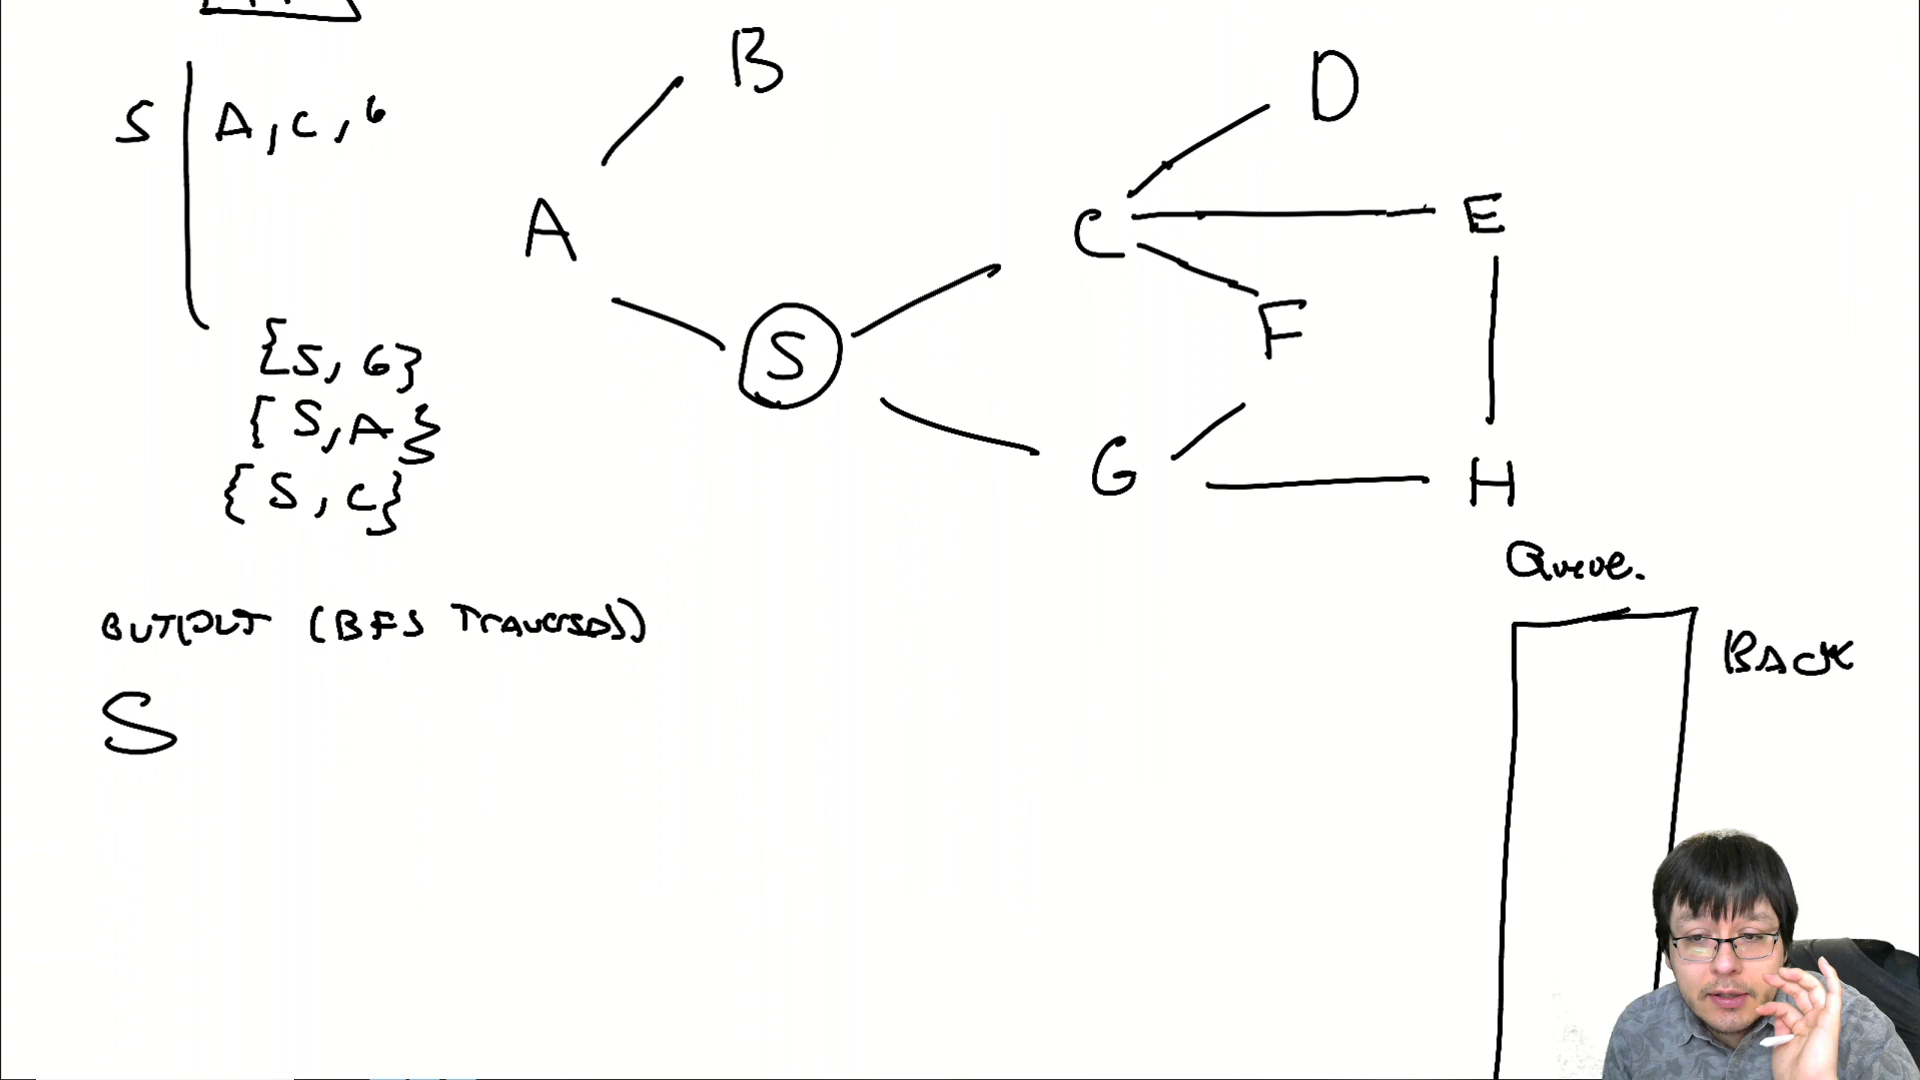 S | A, C, G
{S, G}
{S, A}
{S, C}
B
A
S
C
D
E
F
G
H
OUTPUT (BFS Traversal)
S
Queue.
BACK